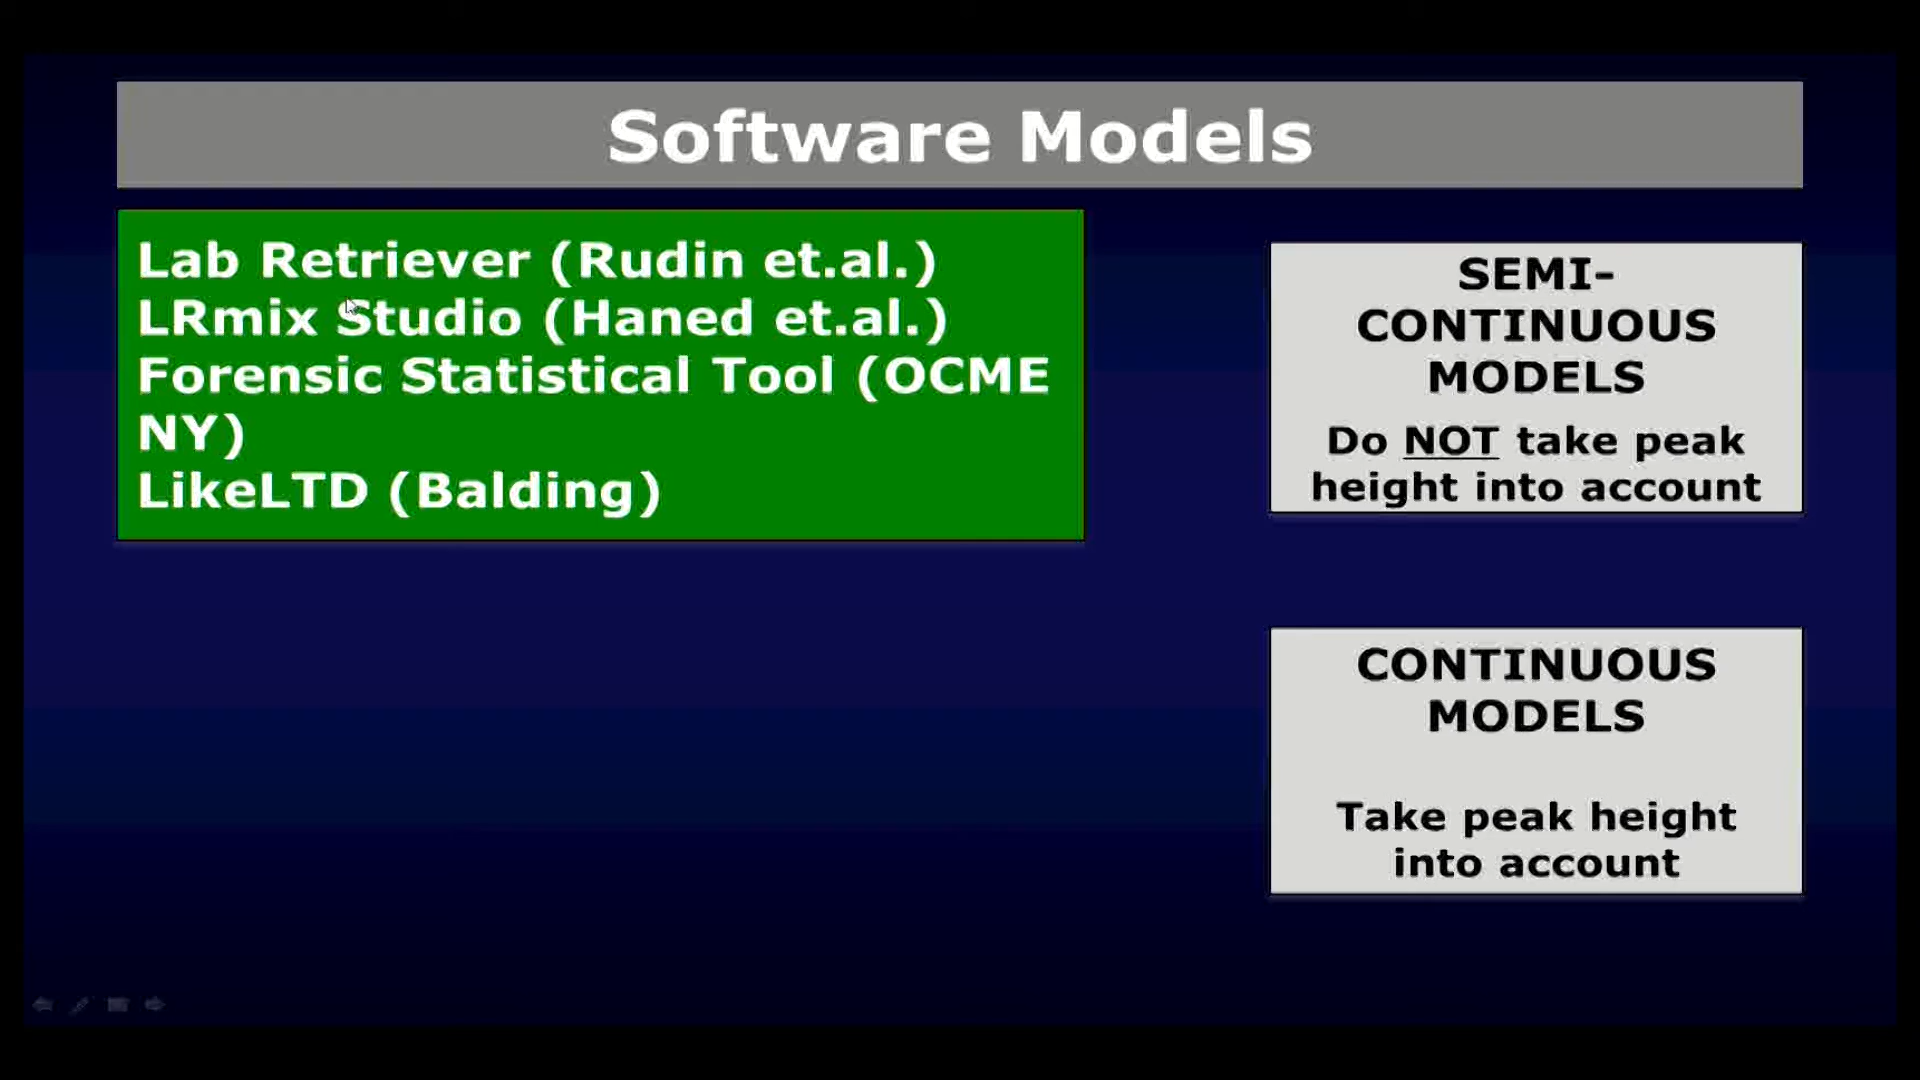 Software Models
Lab Retriever (Rudin et.al.)
LRmix Studio (Haned et.al.)
Forensic Statistical Tool (OCME
NY)
LikeLTD (Balding)
SEMI-
CONTINUOUS
MODELS
Do NOT take peak
height into account
CONTINUOUS
MODELS
Take peak height
into account